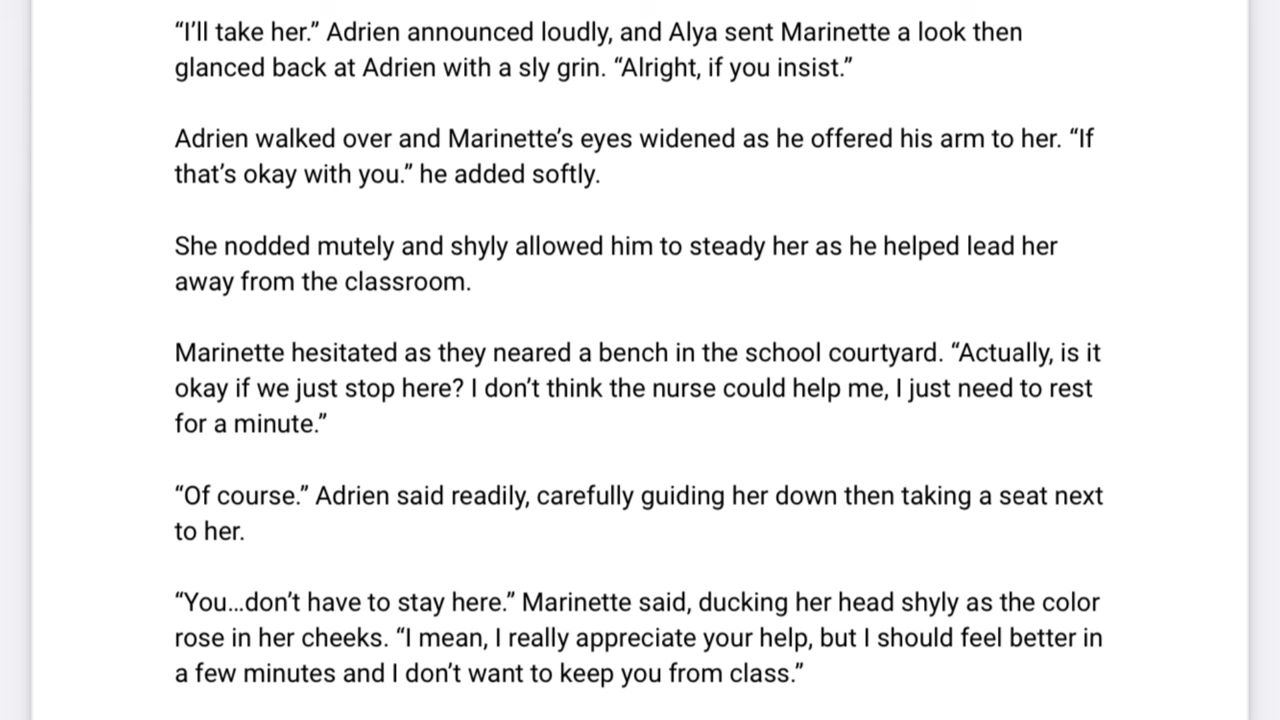 “I’ll take her.” Adrien announced loudly, and Alya sent Marinette a look then
glanced back at Adrien with a sly grin. “Alright, if you insist.”
Adrien walked over and Marinette’s eyes widened as he offered his arm to her. “If
that’s okay with you.” he added softly.
She nodded mutely and shyly allowed him to steady her as he helped lead her
away from the classroom.
Marinette hesitated as they neared a bench in the school courtyard. “Actually, is it
okay if we just stop here? I don’t think the nurse could help me, I just need to rest
for a minute.”
“Of course.” Adrien said readily, carefully guiding her down then taking a seat next
to her.
“You…don’t have to stay here.” Marinette said, ducking her head shyly as the color
rose in her cheeks. “I mean, I really appreciate your help, but I should feel better in
a few minutes and I don’t want to keep you from class.”